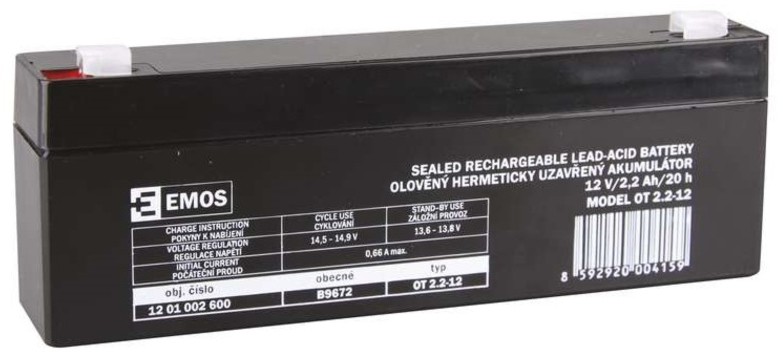 SEALED RECHARGEABLE LEAD-ACID BATTERY
OLOVĚNÝ HERMETICKY UZAVŘENÝ AKUMULÁTOR
12 V/2,2 Ah/20 h
MODEL OT 2.2-12
EMOS
CHARGE INSTRUCTION
POKYNY K NABÍJENÍ
CYCLE USE
CYKLOVÁNÍ
STAND-BY USE
ZÁLOŽNÍ PROVOZ
VOLTAGE REGULATION
REGULACE NAPĚTÍ
14,5 - 14,9 V
13,6 - 13,8 V
INITIAL CURRENT
POČÁTEČNÍ PROUD
0,66 A max.
obj. číslo
obecné
typ
12 01 002 600
B9672
OT 2.2-12
8 592920 004159